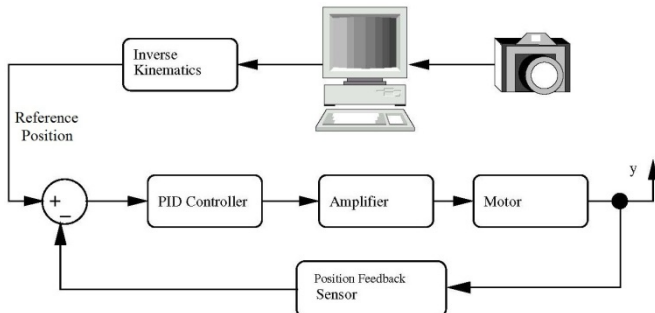 Inverse
Kinematics
Reference
Position
+
−
PID Controller
Amplifier
Motor
y
Position Feedback
Sensor